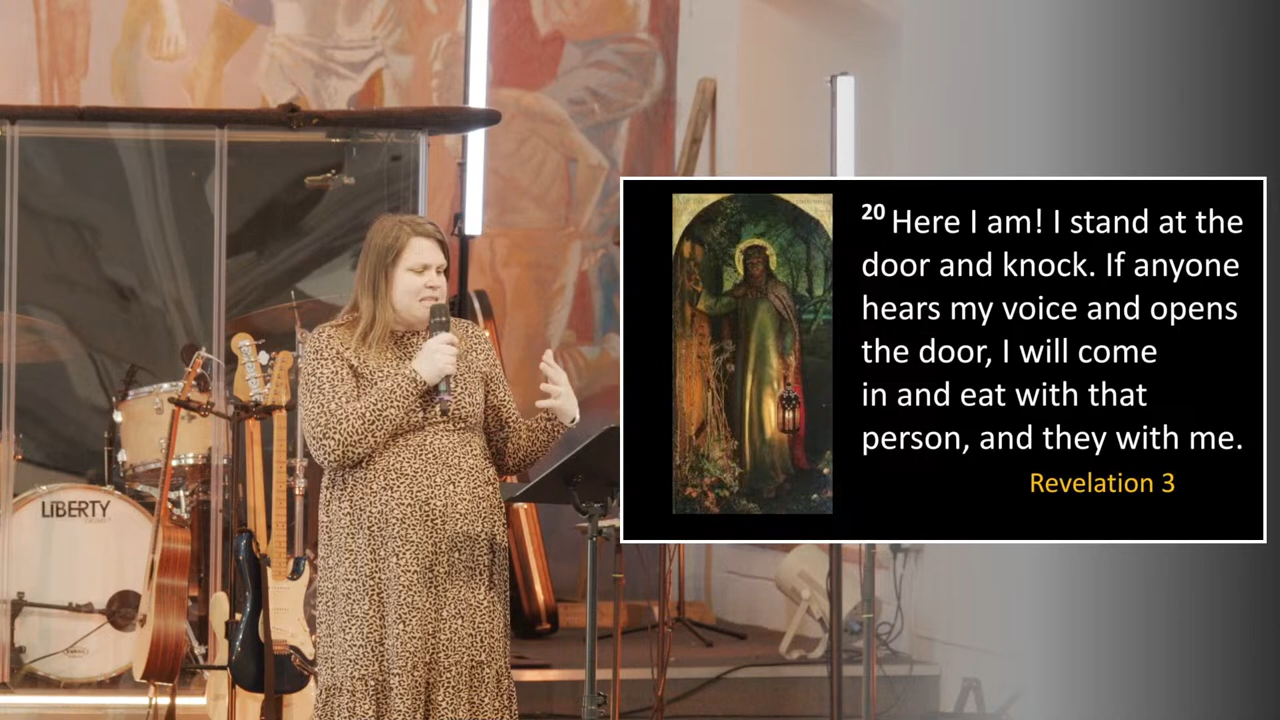 LIBERTY
20 Here I am! I stand at the
door and knock. If anyone
hears my voice and opens
the door, I will come
in and eat with that
person, and they with me.
Revelation 3